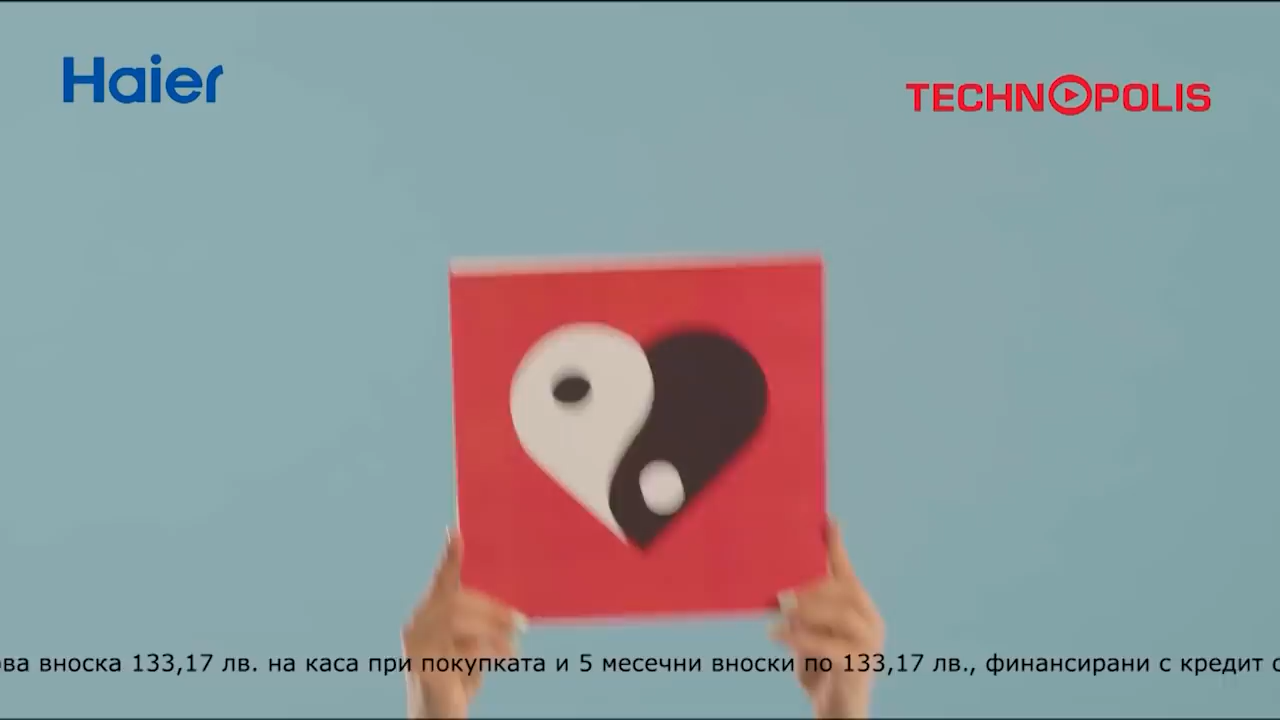 Haier
TECHNOPOLIS
вноска 133,17 лв. на каса при покупката и 5 месечни вноски по 133,17 лв., финансирани с кредит